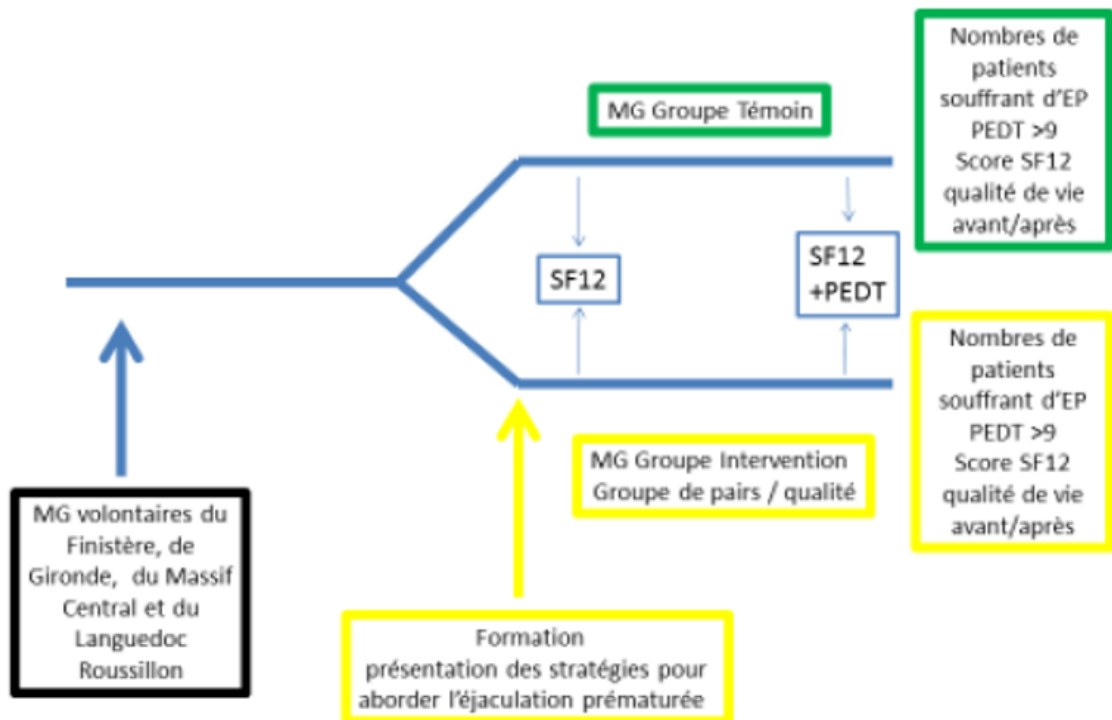 MG Groupe Témoin
Nombres de
patients
souffrant d'EP
PEDT >9
Score SF12
qualité de vie
avant/après
SF12
SF12
+PEDT
MG Groupe Intervention
Groupe de pairs / qualité
Nombres de
patients
souffrant d'EP
PEDT >9
Score SF12
qualité de vie
avant/après
MG volontaires du
Finistère, de
Gironde, du Massif
Central et du
Languedoc
Roussillon
Formation
présentation des stratégies pour
aborder l'éjaculation prématurée